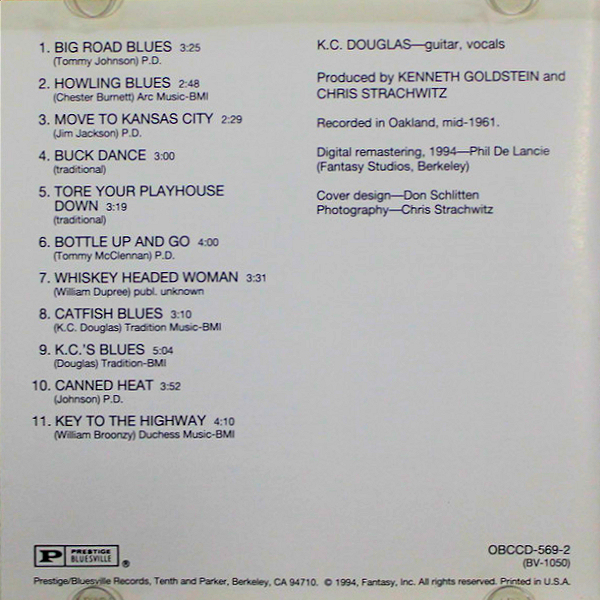 1. BIG ROAD BLUES 3:25
(Tommy Johnson) P.D.
2. HOWLING BLUES 2:48
(Chester Burnett) Arc Music-BMI
3. MOVE TO KANSAS CITY 2:29
(Jim Jackson) P.D.
4. BUCK DANCE 3:00
(traditional)
5. TORE YOUR PLAYHOUSE
DOWN 3:19
(traditional)
6. BOTTLE UP AND GO 4:00
(Tommy McClennan) P.D.
7. WHISKEY HEADED WOMAN 3:31
(William Dupree) publ. unknown
8. CATFISH BLUES 3:10
(K.C. Douglas) Tradition Music-BMI
9. K.C.'S BLUES 5:04
(Douglas) Tradition-BMI
10. CANNED HEAT 3:52
(Johnson) P.D.
11. KEY TO THE HIGHWAY 4:10
(William Broonzy) Duchess Music-BMI
K.C. DOUGLAS—guitar, vocals
Produced by KENNETH GOLDSTEIN and
CHRIS STRACHWITZ
Recorded in Oakland, mid-1961.
Digital remastering, 1994—Phil De Lancie
(Fantasy Studios, Berkeley)
Cover design—Don Schlitten
Photography—Chris Strachwitz
P PRESTIGE
BLUESVILLE ®
OBCCD-569-2
(BV-1050)
Prestige/Bluesville Records, Tenth and Parker, Berkeley, CA 94710. © 1994, Fantasy, Inc. All rights reserved. Printed in U.S.A.